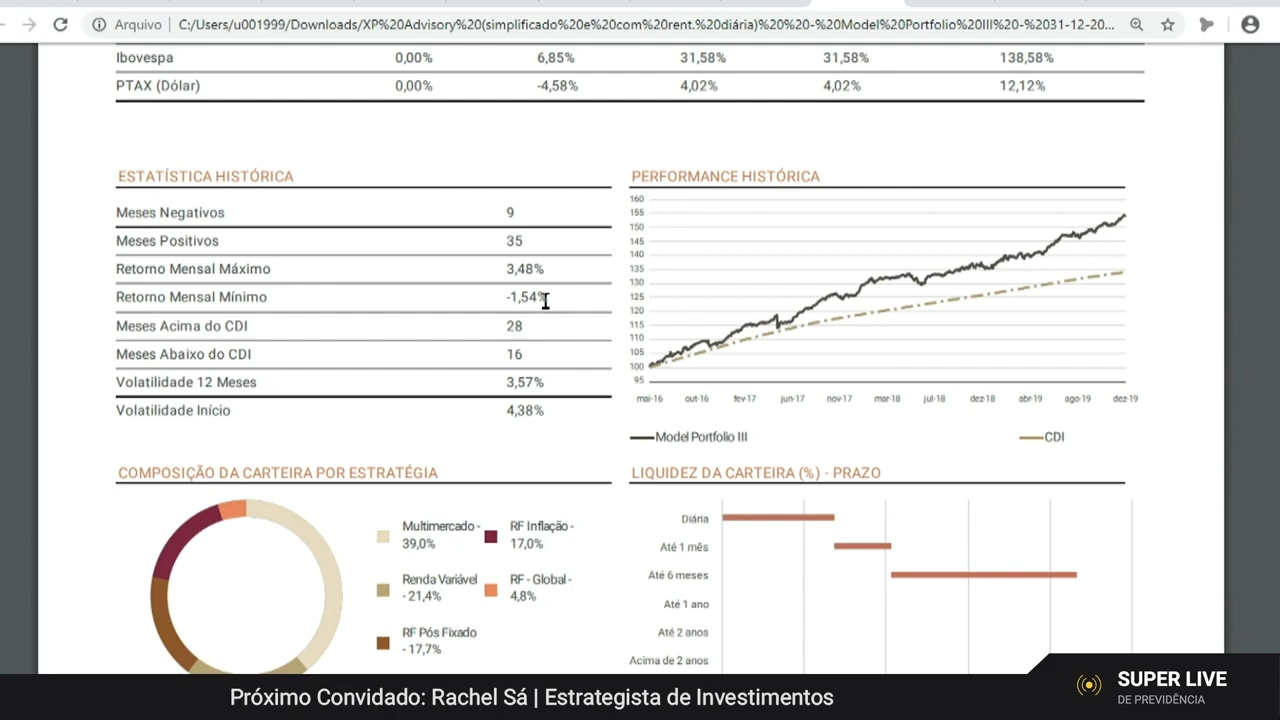 Arquivo | C:/Users/u001999/Downloads/XP%20Advisory%20(simplificado%20e%20com%20rent.%20diária)%20%20-%20Model%20Portfolio%20III%20-%2031-12-20...
Ibovespa 0,00% 6,85% 31,58% 31,58% 138,58%
PTAX (Dólar) 0,00% -4,58% 4,02% 4,02% 12,12%
ESTATÍSTICA HISTÓRICA
Meses Negativos 9
Meses Positivos 35
Retorno Mensal Máximo 3,48%
Retorno Mensal Mínimo -1,54%
Meses Acima do CDI 28
Meses Abaixo do CDI 16
Volatilidade 12 Meses 3,57%
Volatilidade Início 4,38%
PERFORMANCE HISTÓRICA
160
155
150
145
140
135
130
125
120
115
110
105
100
95
mai-16 out-16 fev-17 jun-17 nov-17 mar-18 jul-18 dez-18 abr-19 ago-19 dez-19
Model Portfolio III CDI
COMPOSIÇÃO DA CARTEIRA POR ESTRATÉGIA
Multimercado -
39,0%
RF Inflação -
17,0%
Renda Variável
- 21,4%
RF - Global -
4,8%
RF Pós Fixado
- 17,7%
LIQUIDEZ DA CARTEIRA (%) - PRAZO
Diária
Até 1 mês
Até 6 meses
Até 1 ano
Até 2 anos
Acima de 2 anos
Próximo Convidado: Rachel Sá | Estrategista de Investimentos
SUPER LIVE
DE PREVIDÊNCIA